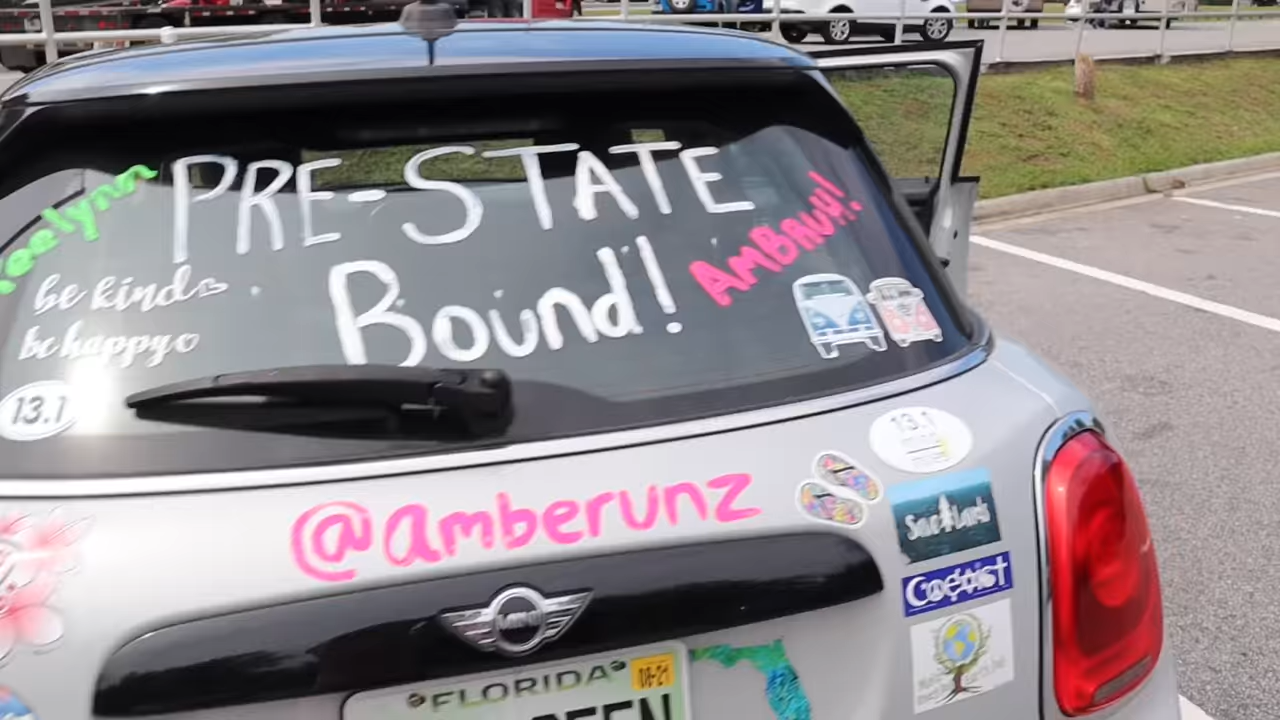 PRE-STATE
Bound!
AMBRUU!!
be kind
be happy
13.1
13.1
@amberunz
Coexist
MINI
FLORIDA
08-21